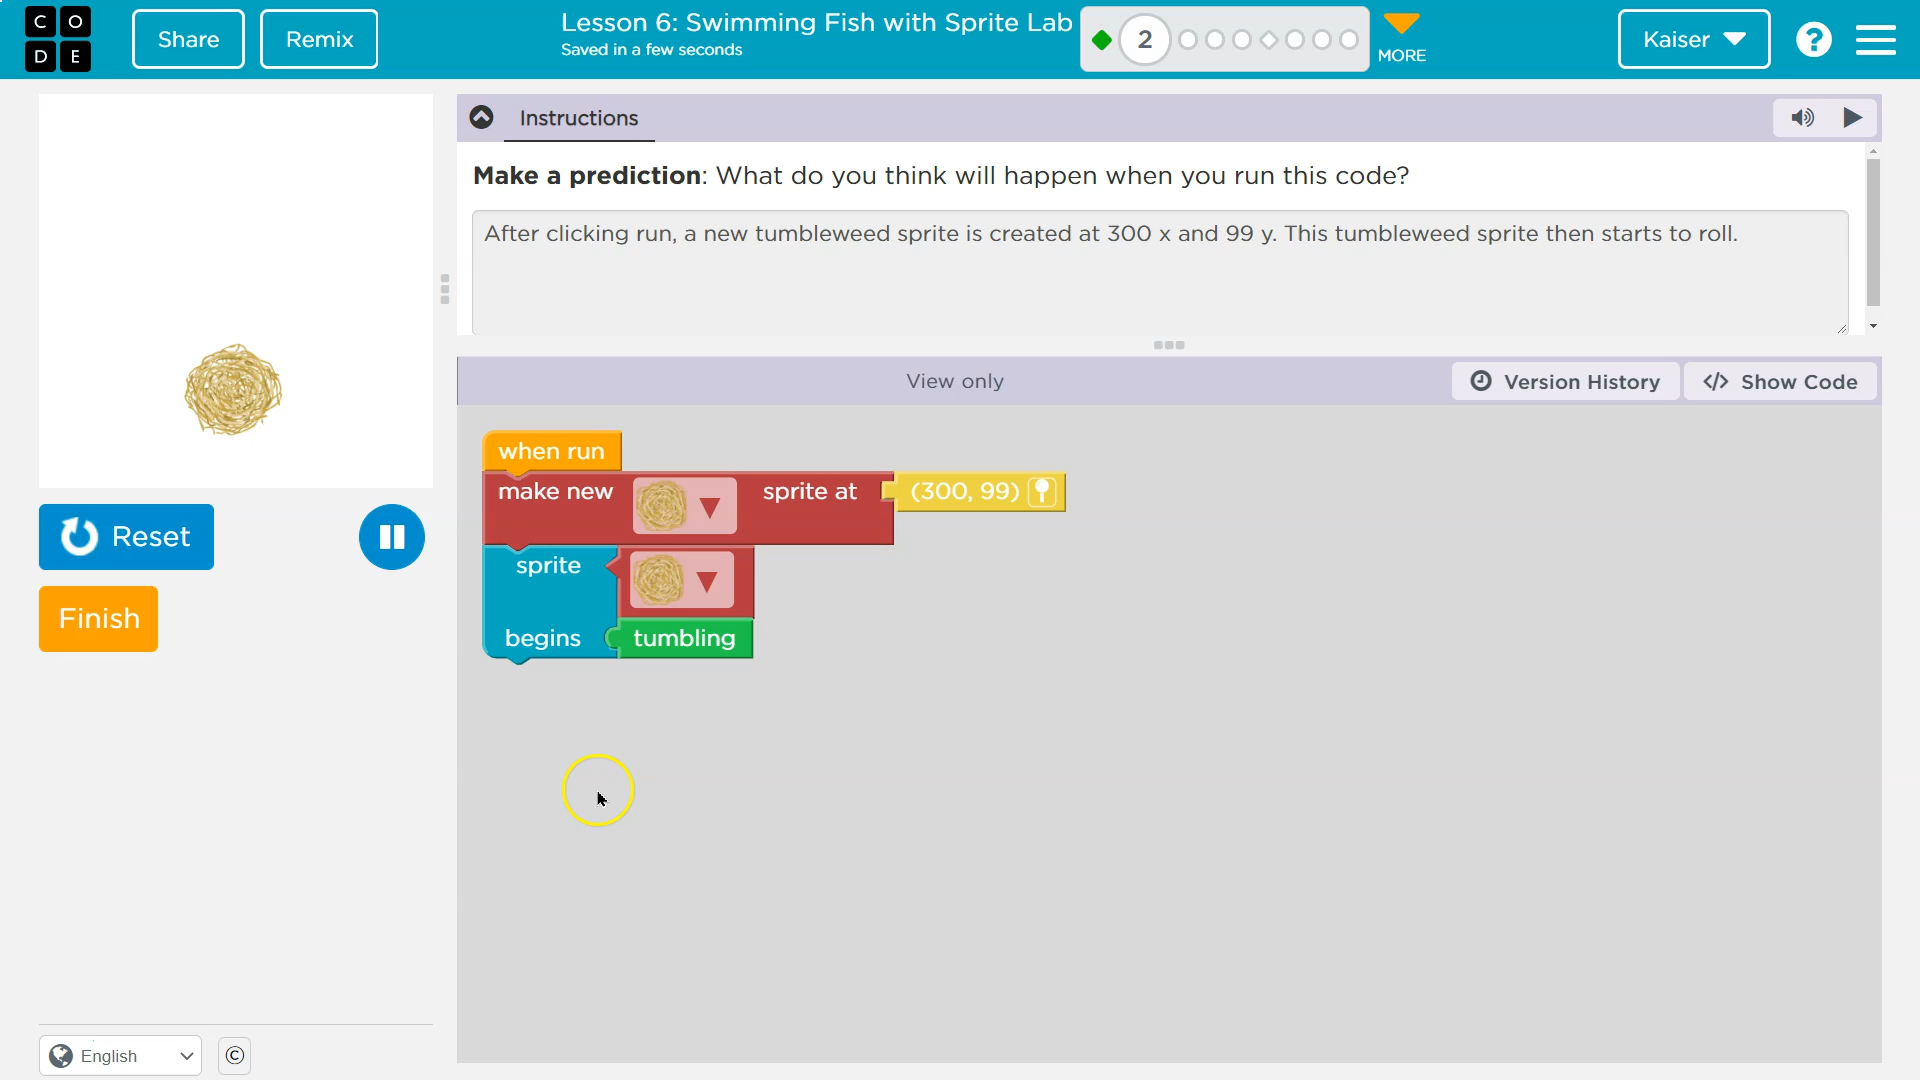 C O
D E
Share
Remix
Lesson 6: Swimming Fish with Sprite Lab
Saved in a few seconds
2
MORE
Kaiser
?
Instructions
Make a prediction: What do you think will happen when you run this code?
After clicking run, a new tumbleweed sprite is created at 300 x and 99 y. This tumbleweed sprite then starts to roll.
View only
Version History
</> Show Code
when run
make new sprite at (300, 99)
sprite
begins tumbling
Reset
Finish
English
©